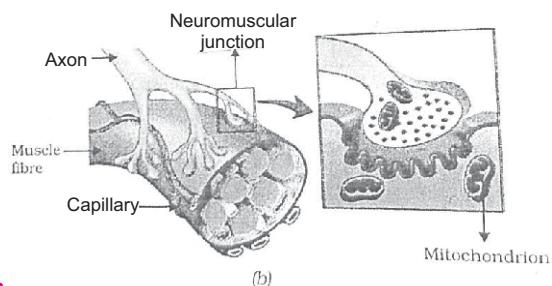 Neuromuscular
junction
Axon
Muscle
fibre
Capillary
Mitochondrion
(b)